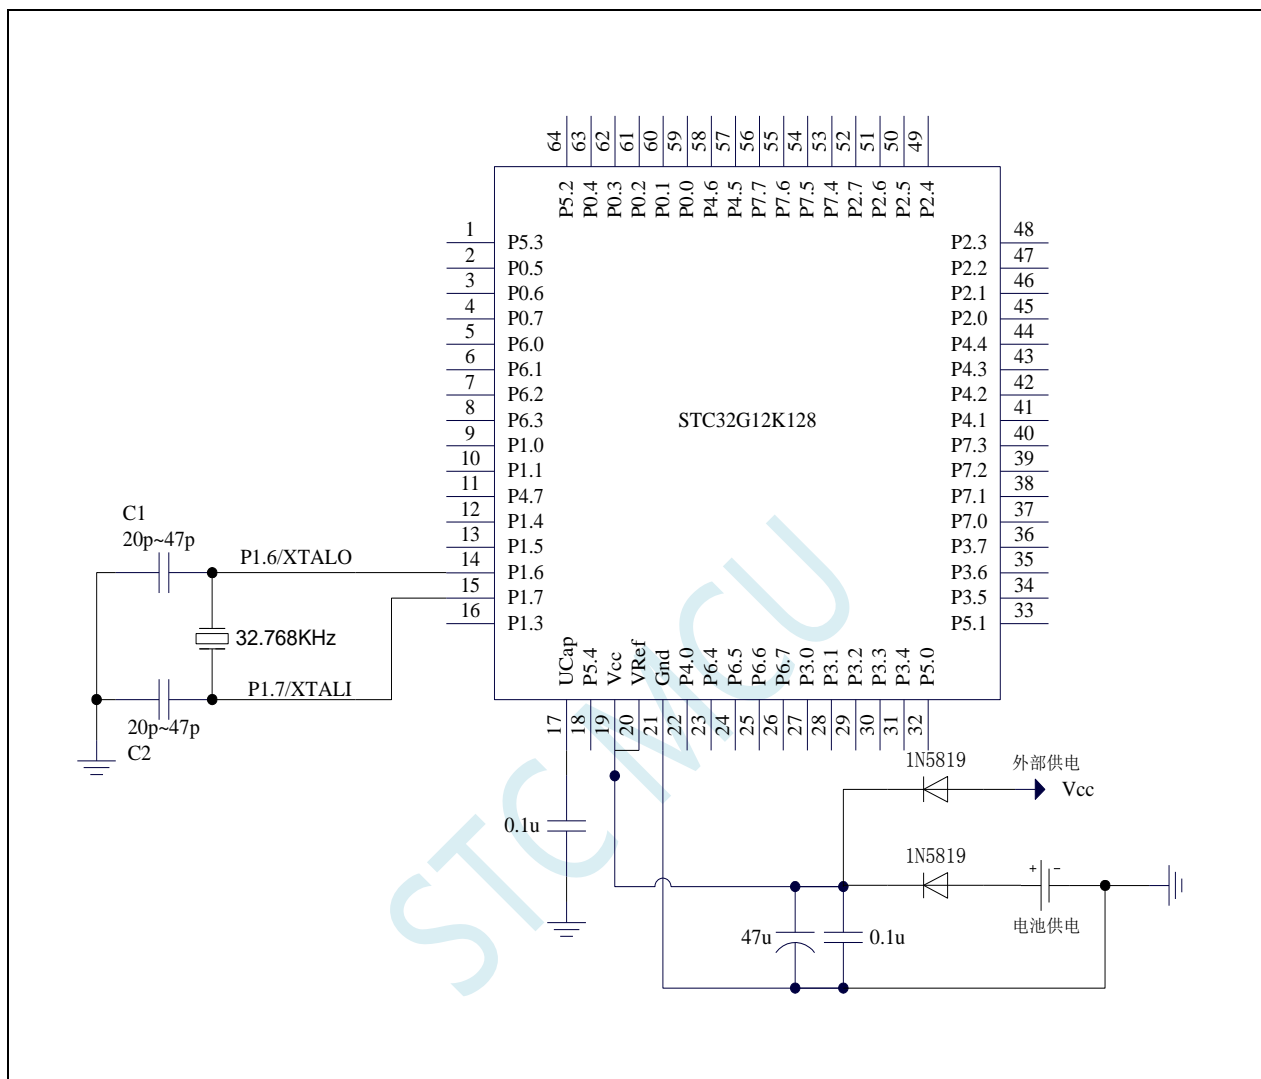 64 63 62 61 60 59 58 57 56 55 54 53 52 51 50 49
P5.2 P0.4 P0.3 P0.2 P0.1 P0.0 P4.6 P4.5 P7.7 P7.6 P7.5 P7.4 P2.7 P2.6 P2.5 P2.4
1 P5.3
2 P0.5
3 P0.6
4 P0.7
5 P6.0
6 P6.1
7 P6.2
8 P6.3
9 P1.0
10 P1.1
11 P4.7
12 P1.4
13 P1.5
14 P1.6
15 P1.7
16 P1.3
STC32G12K128
P2.3 48
P2.2 47
P2.1 46
P2.0 45
P4.4 44
P4.3 43
P4.2 42
P4.1 41
P7.3 40
P7.2 39
P7.1 38
P7.0 37
P3.7 36
P3.6 35
P3.5 34
P5.1 33
C1
20p~47p
P1.6/XTALO
32.768KHz
P1.7/XTALI
20p~47p
C2
UCap P5.4 Vcc VRef Gnd P4.0 P6.4 P6.5 P6.6 P6.7 P3.0 P3.1 P3.2 P3.3 P3.4 P5.0
17 18 19 20 21 22 23 24 25 26 27 28 29 30 31 32
1N5819
外部供电
Vcc
0.1u
1N5819
+ -
电池供电
47u
0.1u
STC MCU